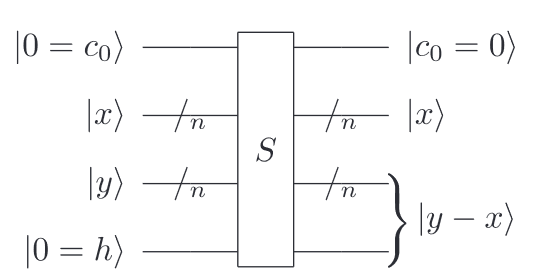 |0 = c₀⟩ |c₀ = 0⟩
|x⟩ n n |x⟩
S
|y⟩ n n
|y − x⟩
|0 = h⟩